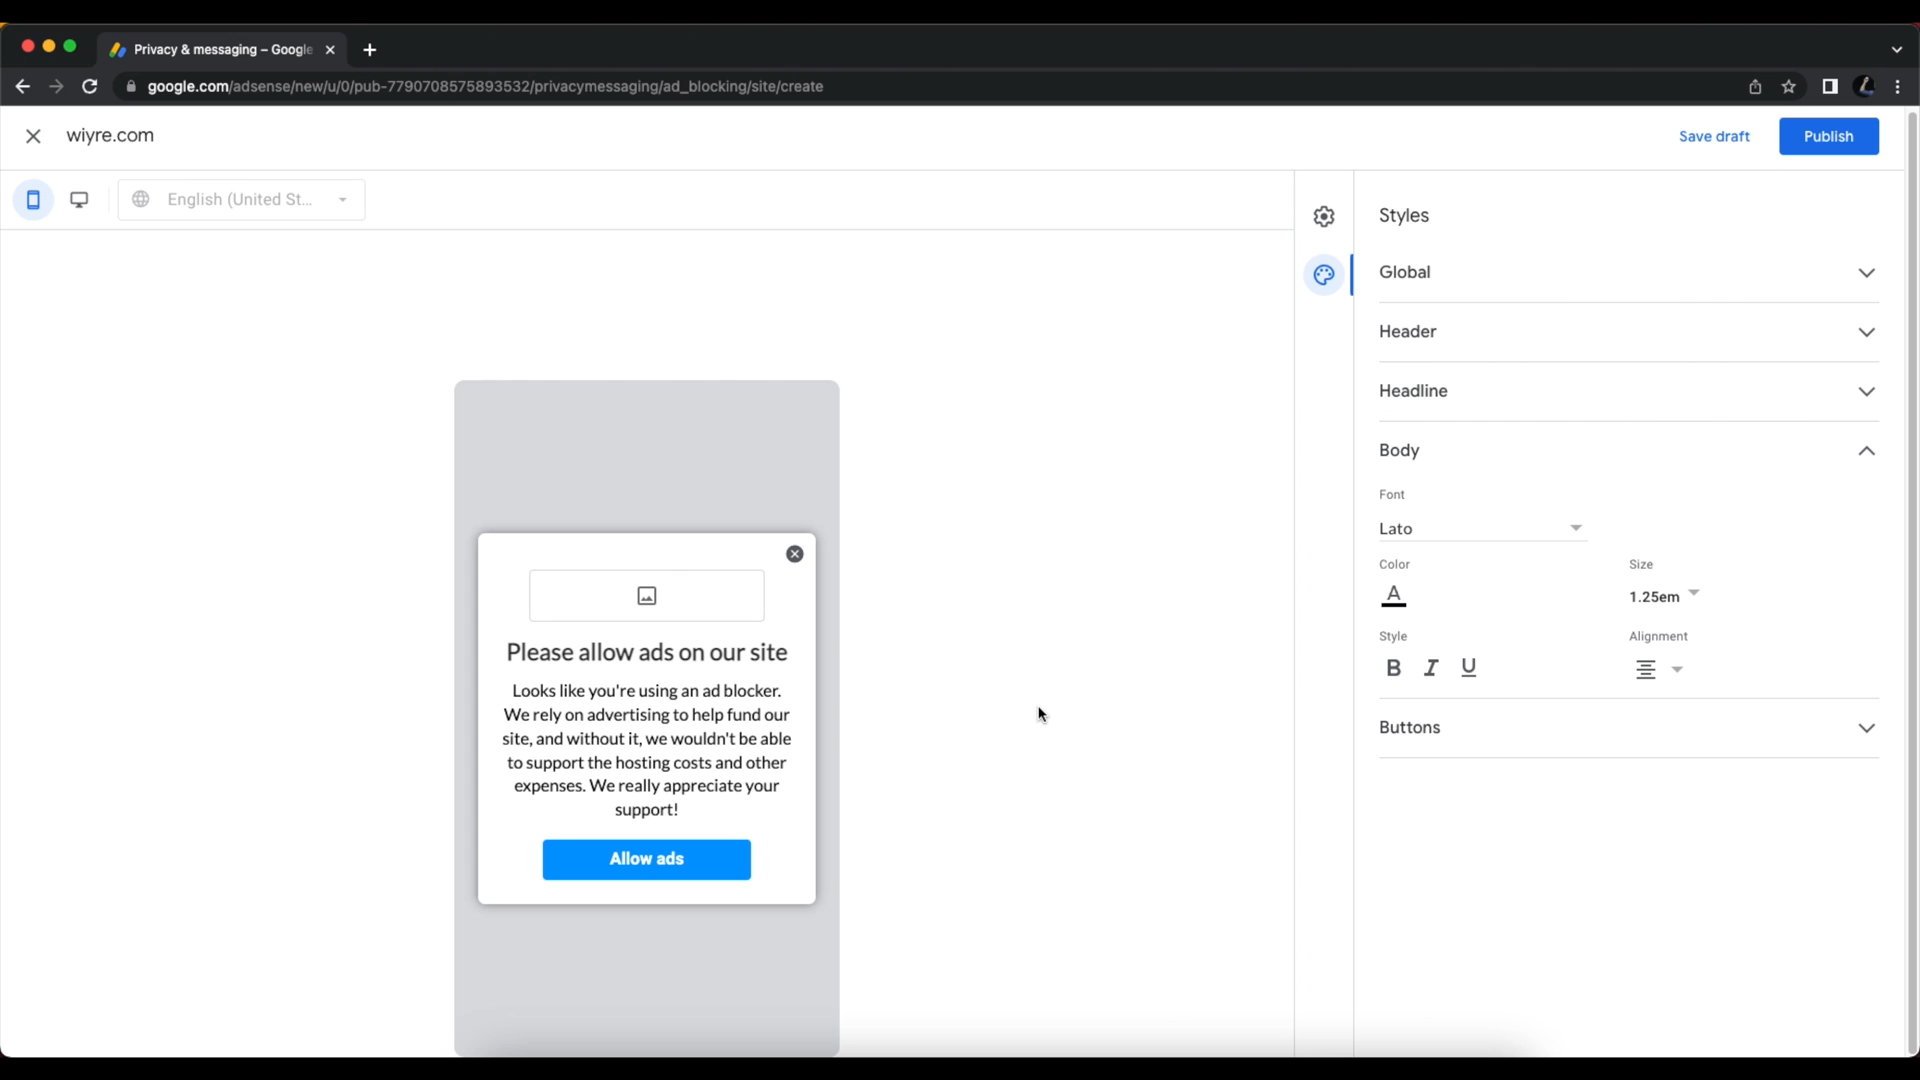 Privacy & messaging – Google
google.com/adsense/new/u/0/pub-7790708575893532/privacymessaging/ad_blocking/site/create
wiyre.com
Save draft
Publish
English (United St...
Styles
Global
Header
Headline
Body
Font
Lato
Color
Size
A
1.25em
Style
Alignment
B I U
Buttons
Please allow ads on our site
Looks like you're using an ad blocker.
We rely on advertising to help fund our
site, and without it, we wouldn't be able
to support the hosting costs and other
expenses. We really appreciate your
support!
Allow ads